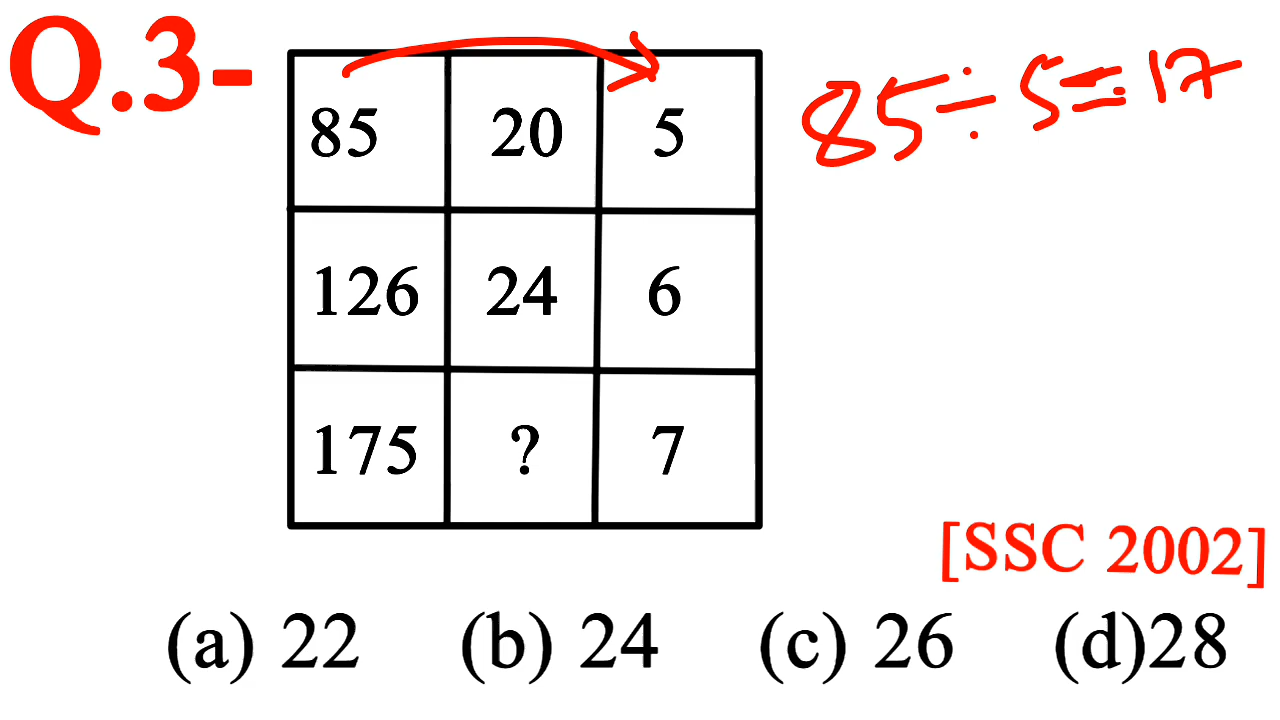 Q.3-
85 20 5 85÷5=17
126 24 6
175 ? 7
[SSC 2002]
(a) 22 (b) 24 (c) 26 (d)28